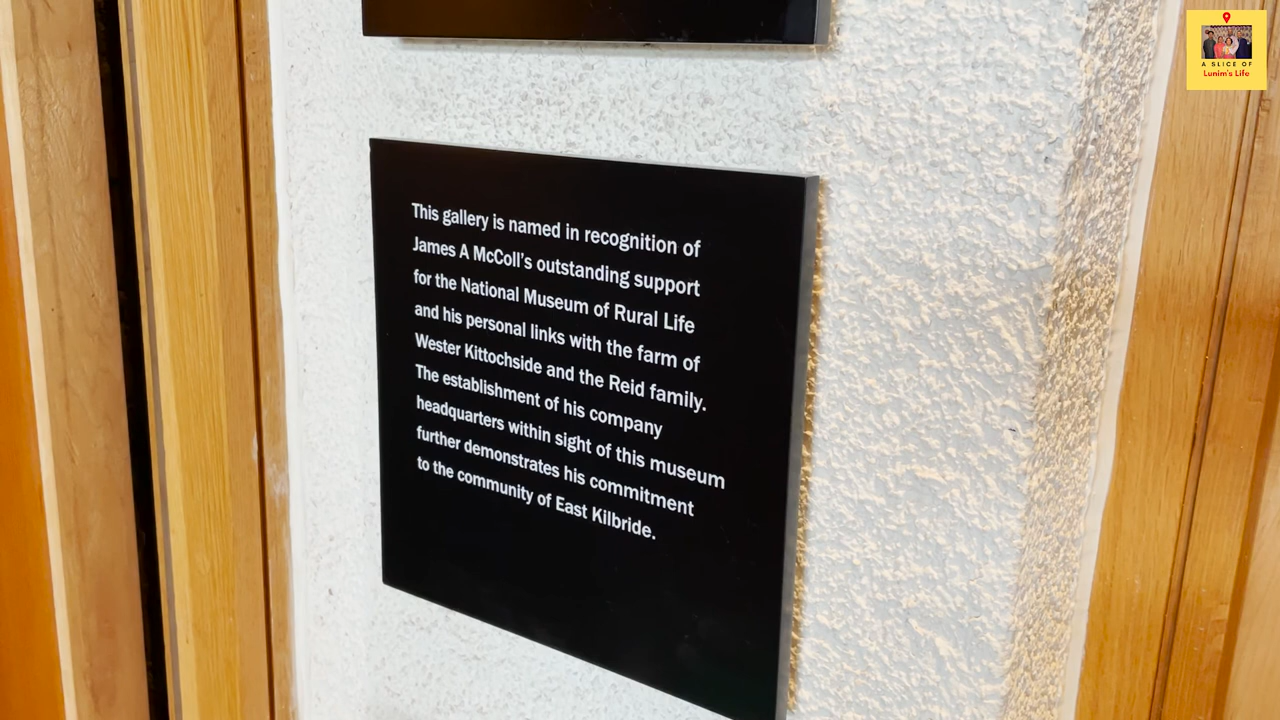 This gallery is named in recognition of
James A McColl's outstanding support
for the National Museum of Rural Life
and his personal links with the farm of
Wester Kittochside and the Reid family.
The establishment of his company
headquarters within sight of this museum
further demonstrates his commitment
to the community of East Kilbride.
A SLICE OF
Lunim's Life